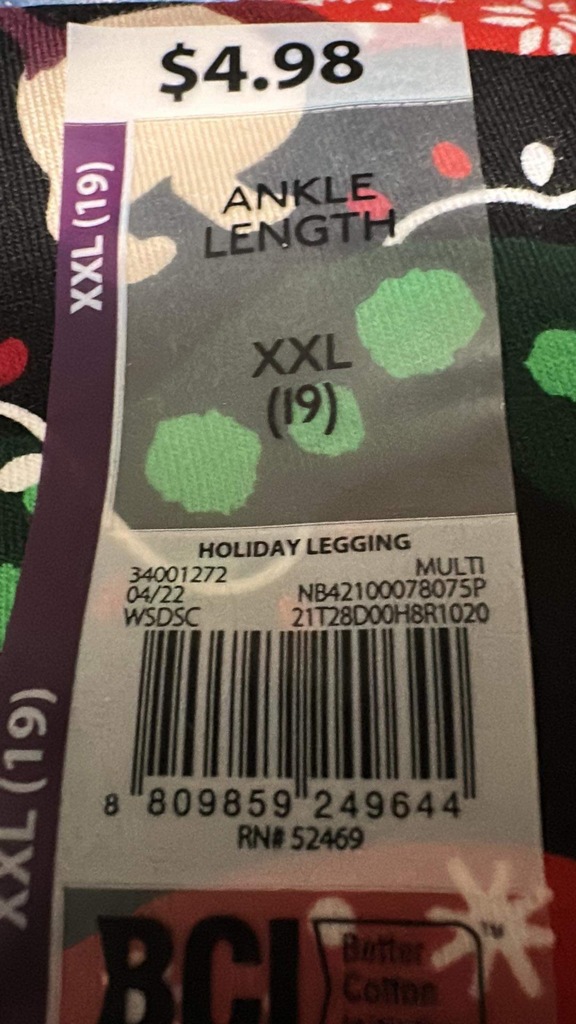 $4.98
XXL (19)
ANKLE
LENGTH
XXL
(19)
HOLIDAY LEGGING
34001272 MULTI
04/22 NB42100078075P
WSDSC 21T28D00H8R1020
8 809859 249644
RN# 52469
XXL (19)
BCI
Better
Cotton
TM